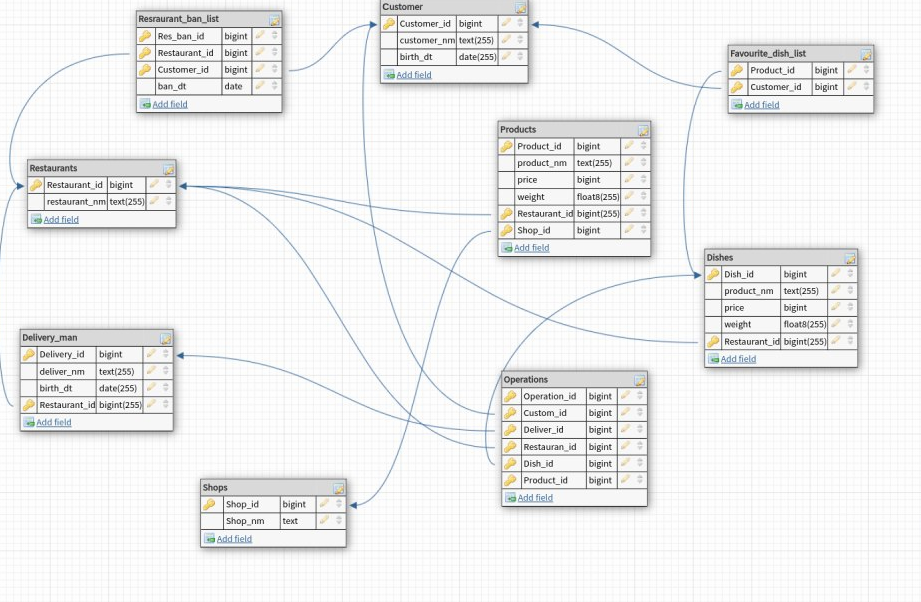 Resraurant_ban_list
Res_ban_id bigint
Restaurant_id bigint
Customer_id bigint
ban_dt date
Add field
Customer
Customer_id bigint
customer_nm text(255)
birth_dt date(255)
Add field
Favourite_dish_list
Product_id bigint
Customer_id bigint
Add field
Products
Product_id bigint
product_nm text(255)
price bigint
weight float8(255)
Restaurant_id bigint(255)
Shop_id bigint
Add field
Restaurants
Restaurant_id bigint
restaurant_nm text(255)
Add field
Dishes
Dish_id bigint
product_nm text(255)
price bigint
weight float8(255)
Restaurant_id bigint(255)
Add field
Delivery_man
Delivery_id bigint
deliver_nm text(255)
birth_dt date(255)
Restaurant_id bigint(255)
Add field
Operations
Operation_id bigint
Custom_id bigint
Deliver_id bigint
Restauran_id bigint
Dish_id bigint
Product_id bigint
Add field
Shops
Shop_id bigint
Shop_nm text
Add field